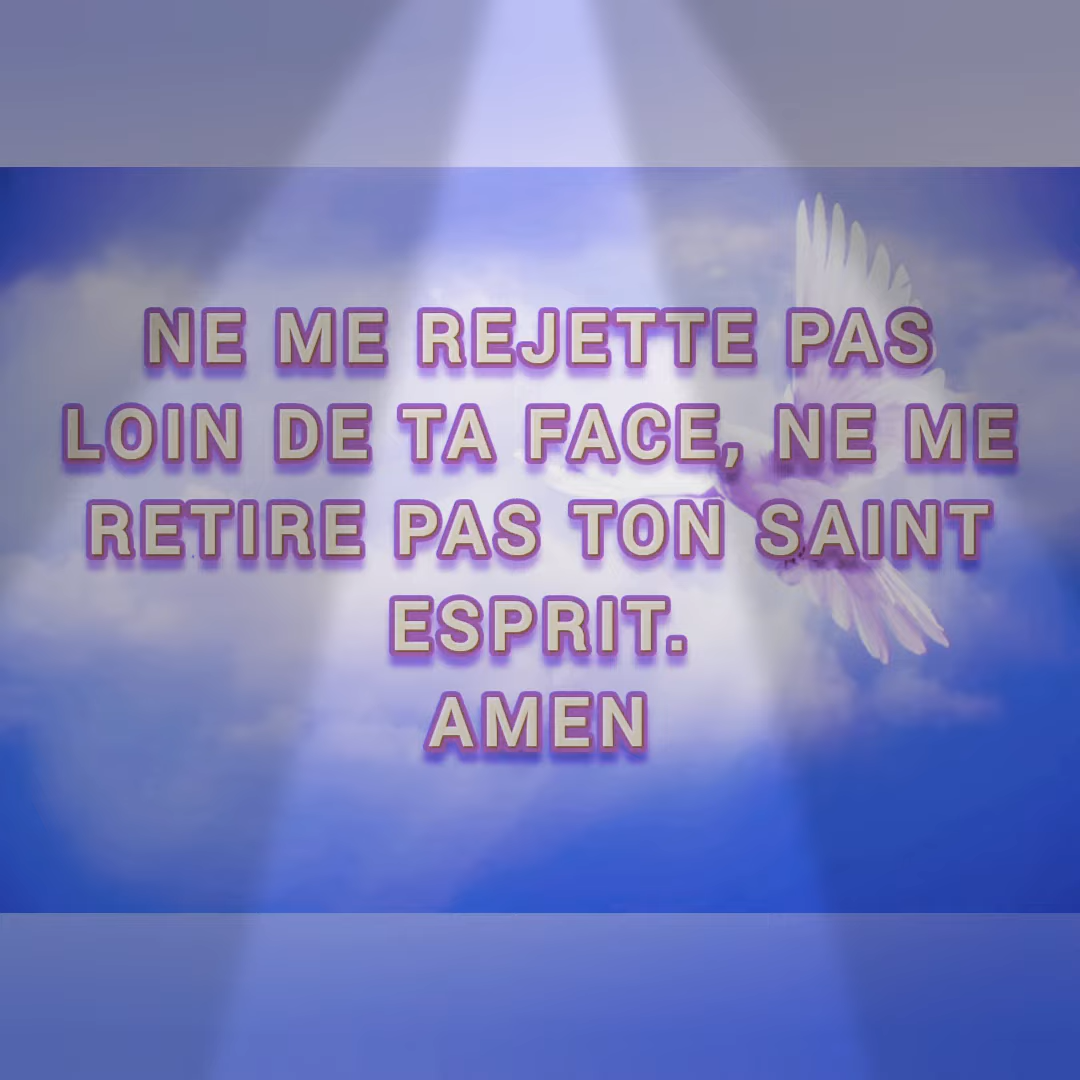 NE ME REJETTE PAS
LOIN DE TA FACE, NE ME
RETIRE PAS TON SAINT
ESPRIT.
AMEN